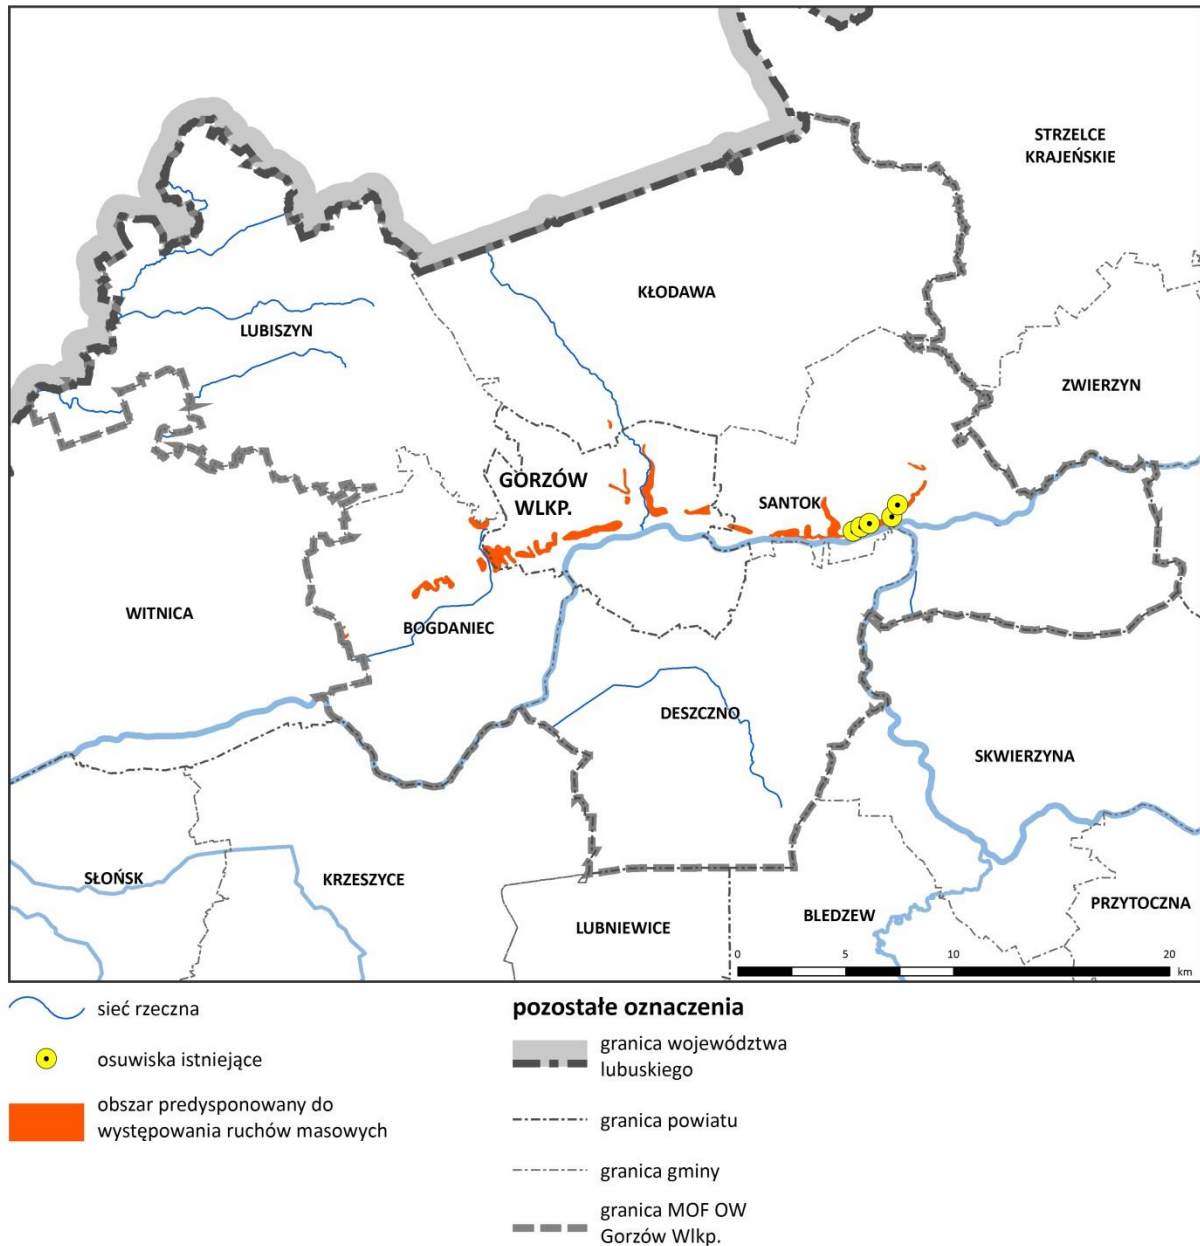 STRZELCE
KRAJEŃSKIE
KŁODAWA
LUBISZYN
ZWIERZYN
GORZÓW
WLKP.
SANTOK
WITNICA
BOGDANIEC
DESZCZNO
SKWIERZYNA
SŁOŃSK
KRZESZYCE
LUBNIEWICE
BLEDZEW
PRZYTOCZNA
0 5 10 20
km
sieć rzeczna
osuwiska istniejące
obszar predysponowany do
występowania ruchów masowych
pozostałe oznaczenia
granica województwa
lubuskiego
granica powiatu
granica gminy
granica MOF OW
Gorzów Wlkp.